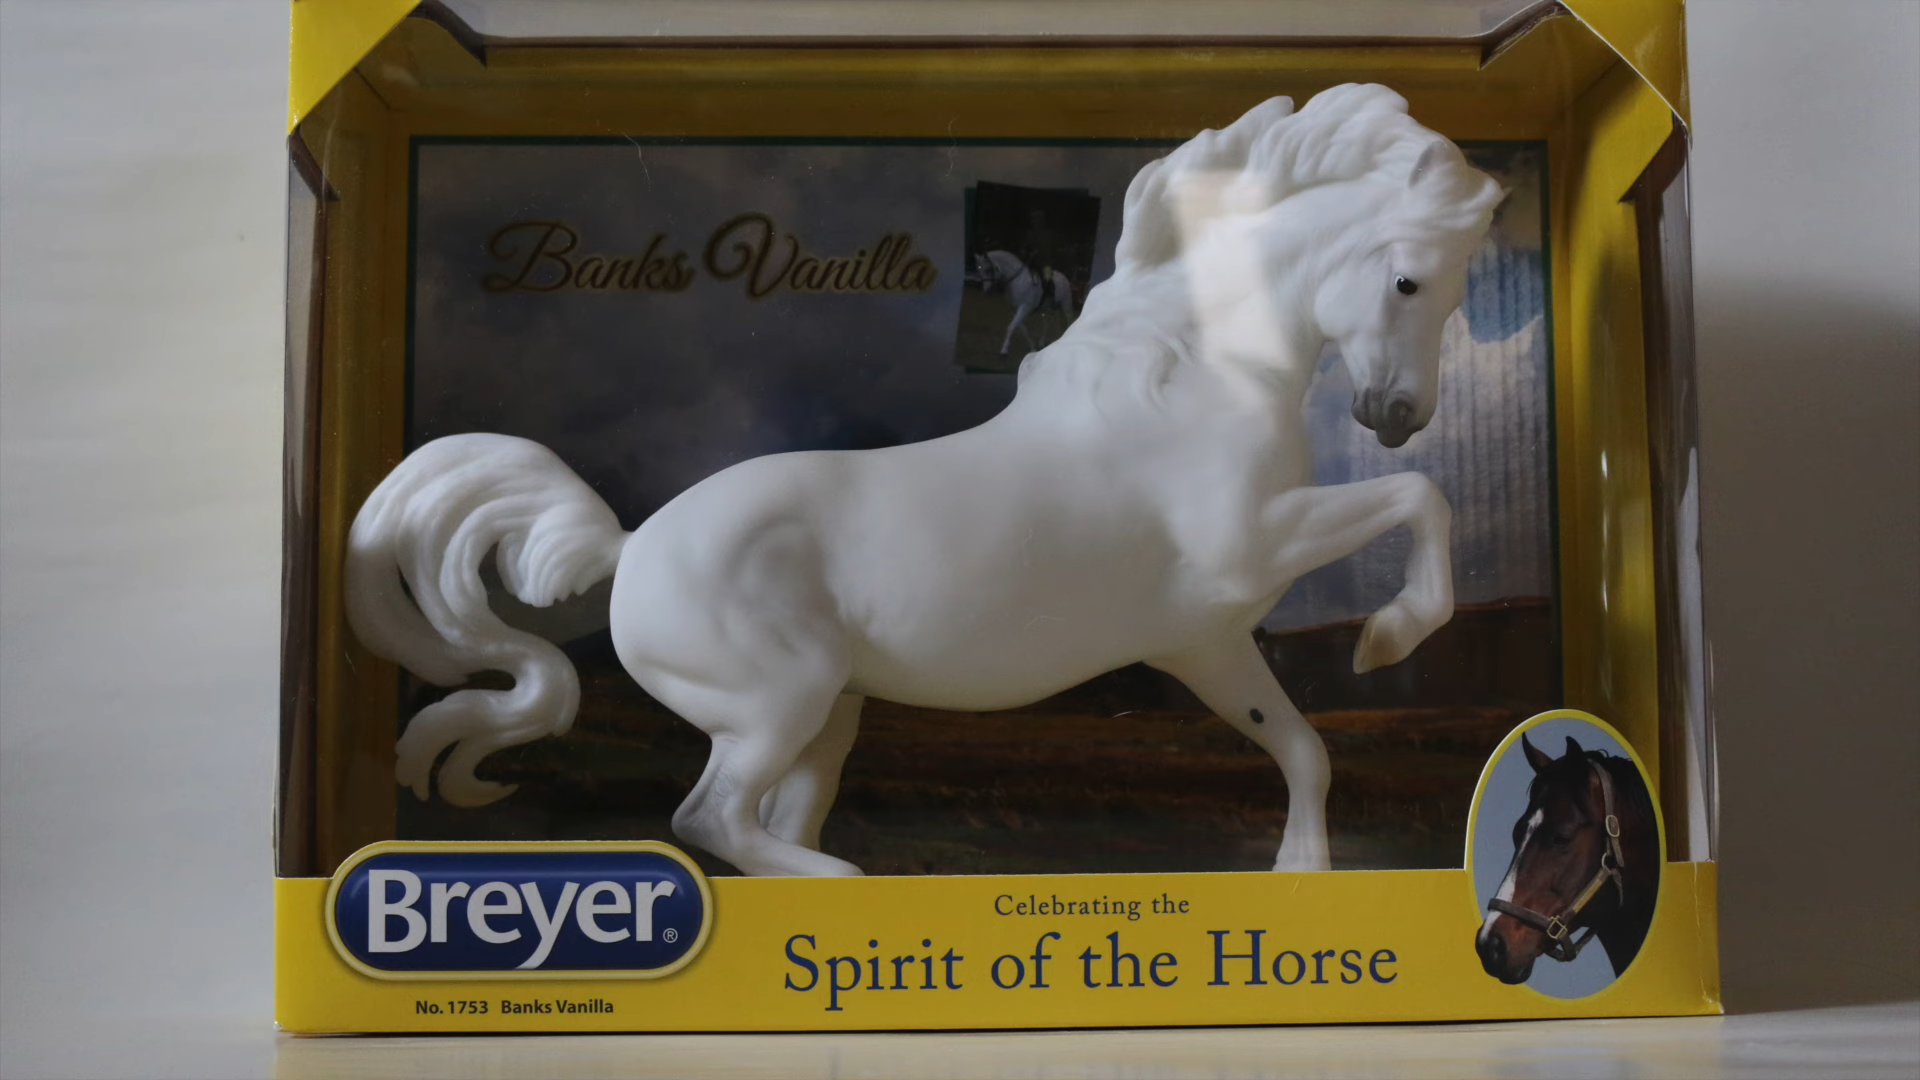 Banks Vanilla
Breyer®
No. 1753 Banks Vanilla
Celebrating the
Spirit of the Horse